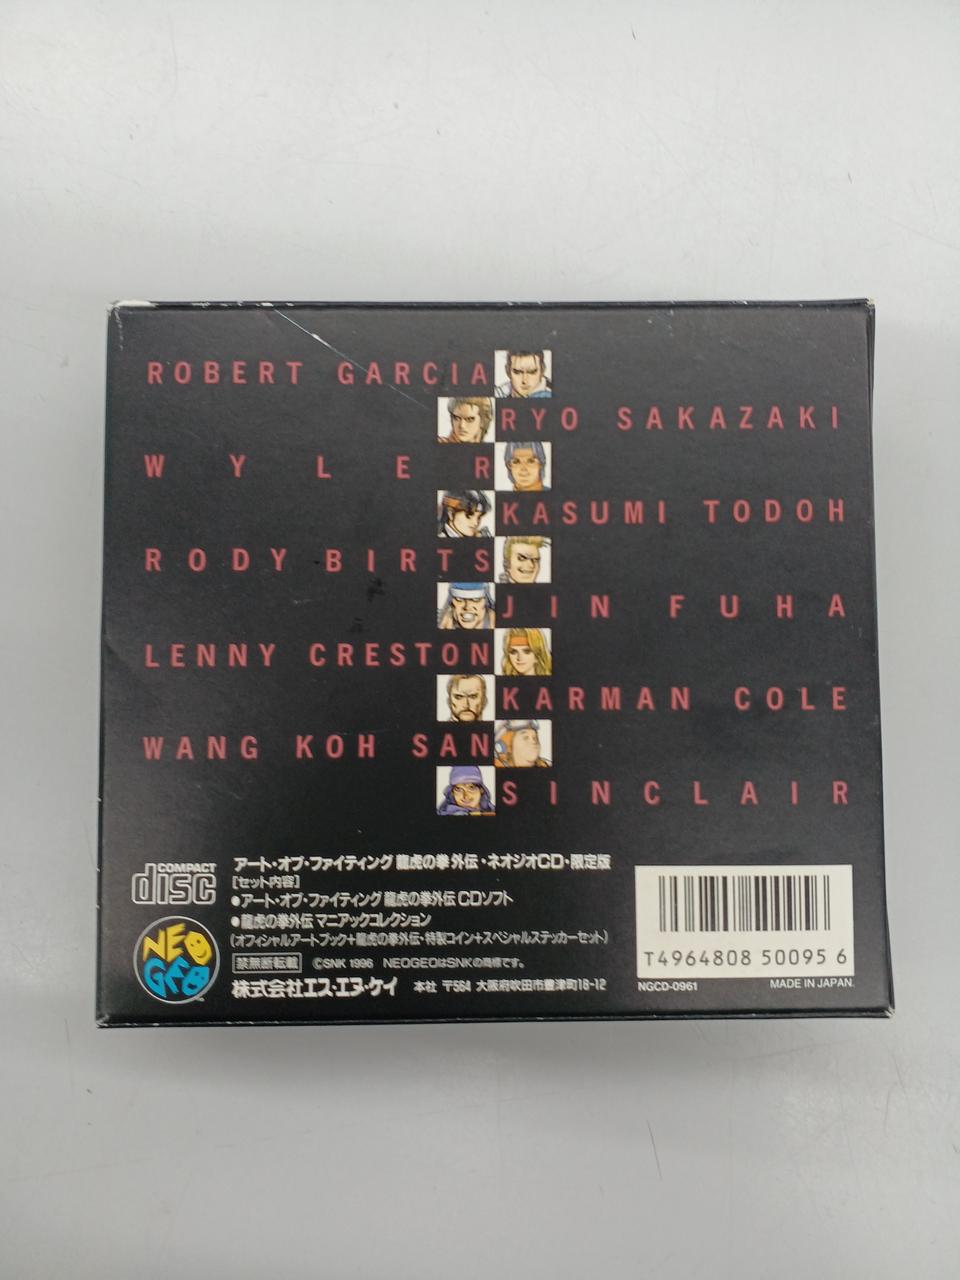 ROBERT GARCIA
RYO SAKAZAKI
WYLER
KASUMI TODOH
RODY BIRTS
JIN FUHA
LENNY CRESTON
KARMAN COLE
WANG KOH SAN
SINCLAIR
COMPACT
disc
NEO
GEO
アート・オブ・ファイティング 龍虎の拳 外伝・ネオジオCD・限定版
[セット内容]
●アート・オブ・ファイティング 龍虎の拳外伝 CDソフト
●龍虎の拳外伝 マニアックコレクション
(オフィシャルアートブック+龍虎の拳外伝・特製コイン+スペシャルステッカーセット)
禁無断転載 ©SNK 1996 NEOGEOはSNKの商標です。
株式会社エス・エヌ・ケイ 本社 〒564 大阪府吹田市豊津町18-12
T4964808 50095 6
NGCD-0961 MADE IN JAPAN.